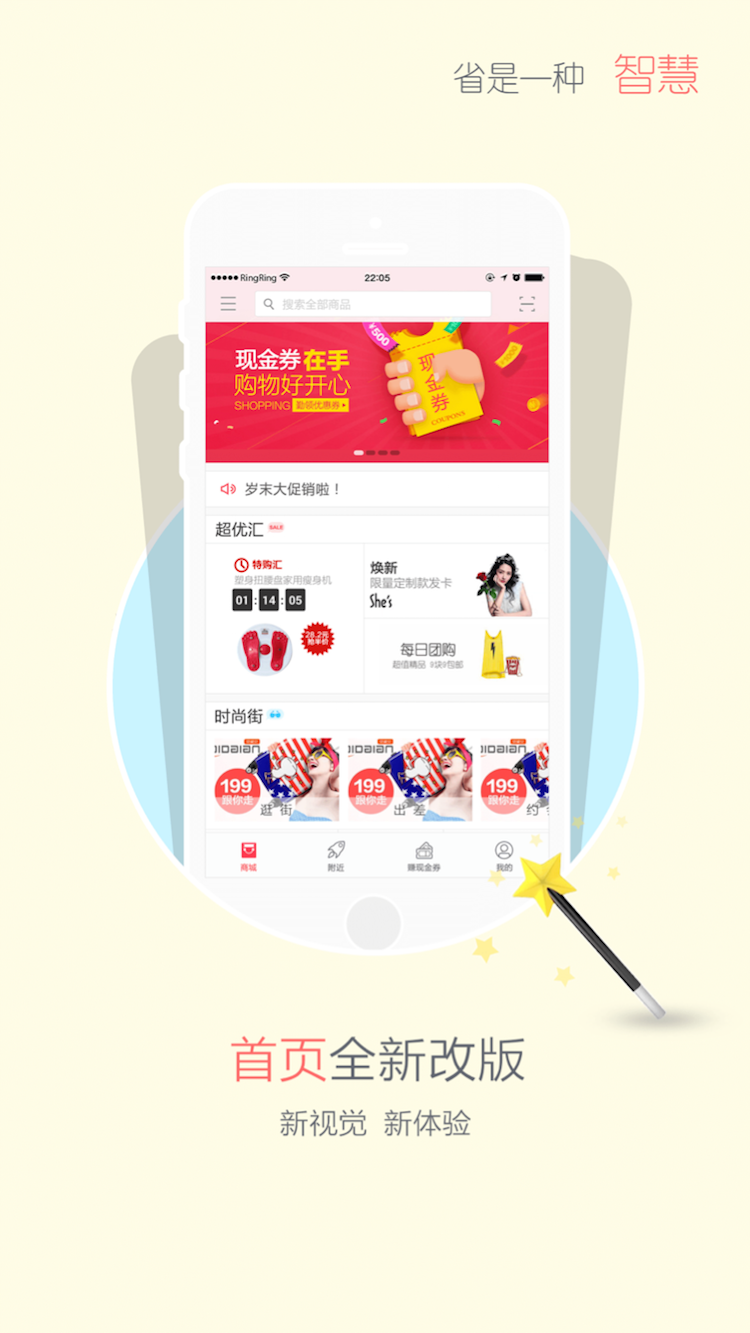 省是一种 智慧
RingRing 22:05
搜索全部商品
¥500
现金券在手
购物好开心
SHOPPING 勤领优惠券
现金券
COUPONS
岁末大促销啦！
超优汇 SALE
特购汇
塑身扭腰盘家用瘦身机
01:14:05
28.2元
抢半价
焕新
限量定制款发卡
She's
每日团购
超值精品 9块9包邮
时尚街
199
跟你走
逛街
199
跟你走
出差
199
跟你走
约
商城 附近 赚现金券 我的
首页全新改版
新视觉 新体验